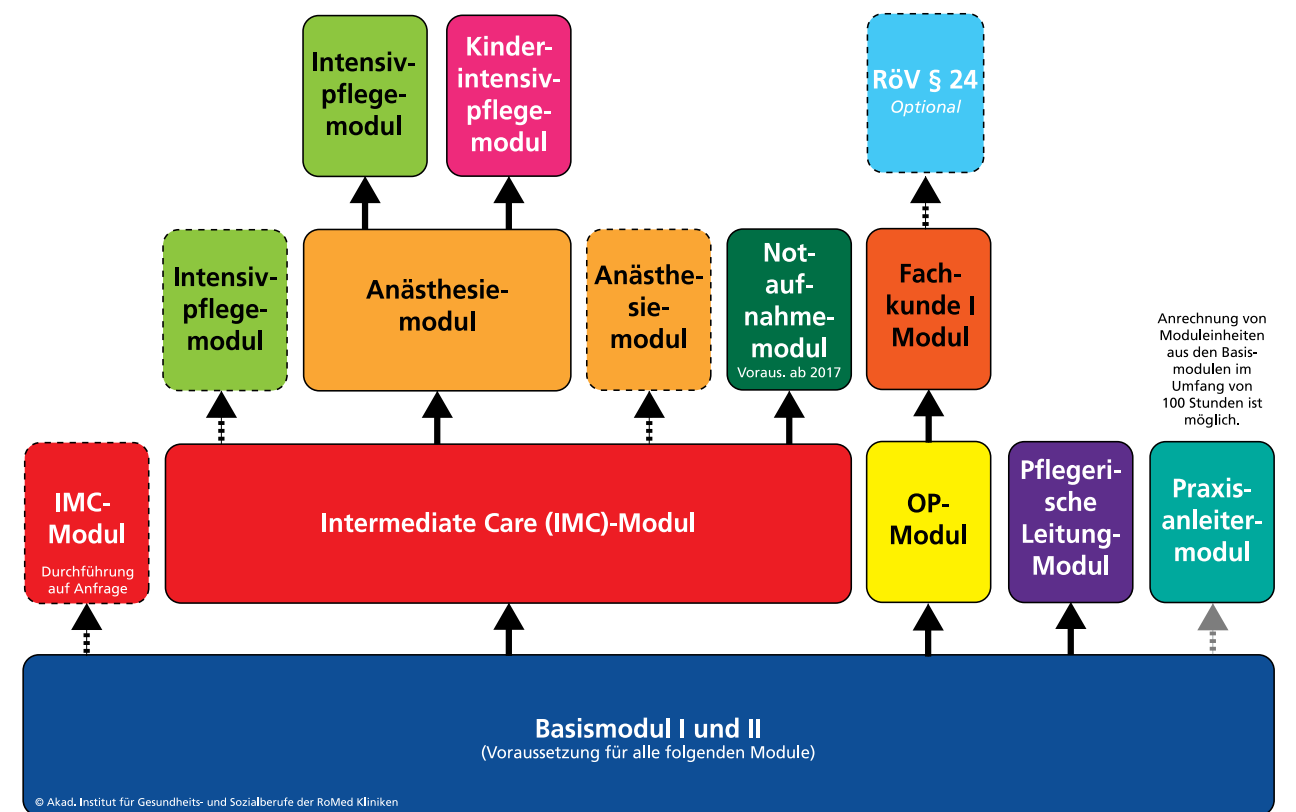 Intensiv-
pflege-
modul
Kinder-
intensiv-
pflege-
modul
RöV § 24
Optional
Intensiv-
pflege-
modul
Anästhesie-
modul
Anästhe-
sie-
modul
Not-
auf-
nahme-
modul
Voraus. ab 2017
Fach-
kunde I
Modul
Anrechnung von
Moduleinheiten
aus den Basis-
modulen im
Umfang von
100 Stunden ist
möglich.
IMC-
Modul
Durchführung
auf Anfrage
Intermediate Care (IMC)-Modul
OP-
Modul
Pflegeri-
sche
Leitung-
Modul
Praxis-
anleiter-
modul
Basismodul I und II
(Voraussetzung für alle folgenden Module)
© Akad. Institut für Gesundheits- und Sozialberufe der RoMed Kliniken